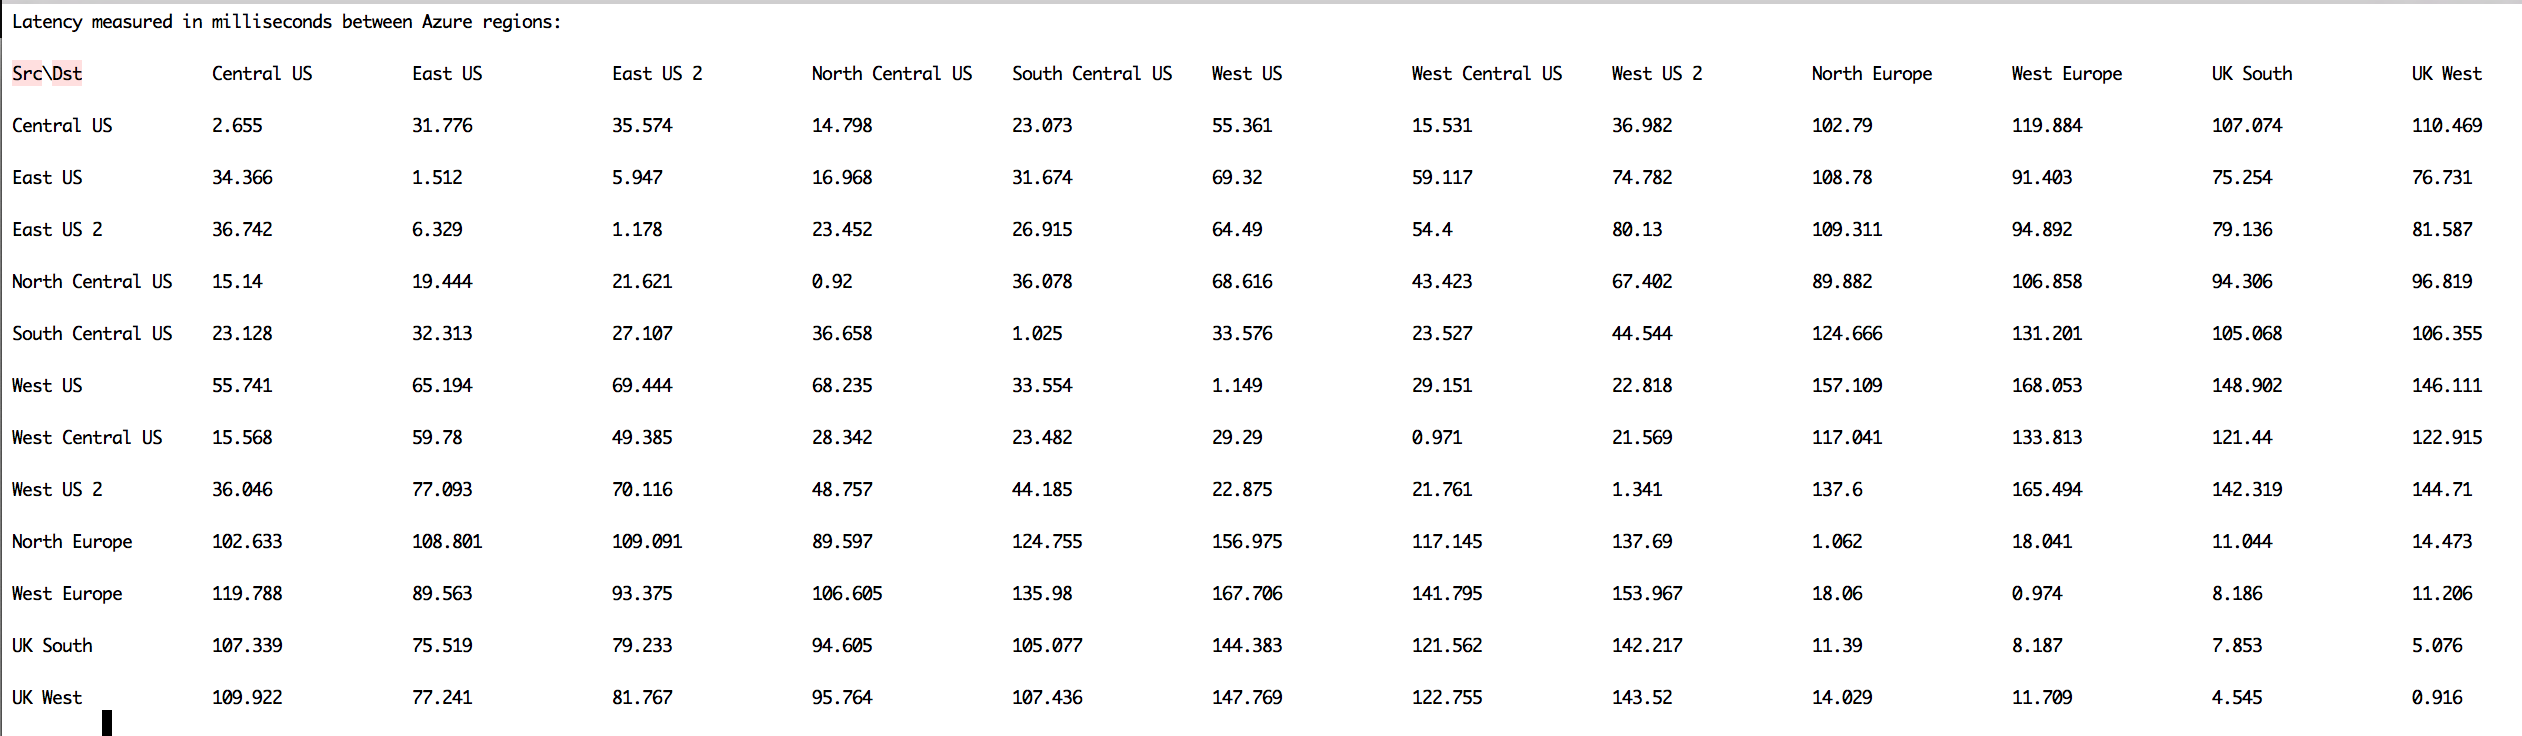 Latency measured in milliseconds between Azure regions:
Src\Dst Central US East US East US 2 North Central US South Central US West US West Central US West US 2 North Europe West Europe UK South UK West
Central US 2.655 31.776 35.574 14.798 23.073 55.361 15.531 36.982 102.79 119.884 107.074 110.469
East US 34.366 1.512 5.947 16.968 31.674 69.32 59.117 74.782 108.78 91.403 75.254 76.731
East US 2 36.742 6.329 1.178 23.452 26.915 64.49 54.4 80.13 109.311 94.892 79.136 81.587
North Central US 15.14 19.444 21.621 0.92 36.078 68.616 43.423 67.402 89.882 106.858 94.306 96.819
South Central US 23.128 32.313 27.107 36.658 1.025 33.576 23.527 44.544 124.666 131.201 105.068 106.355
West US 55.741 65.194 69.444 68.235 33.554 1.149 29.151 22.818 157.109 168.053 148.902 146.111
West Central US 15.568 59.78 49.385 28.342 23.482 29.29 0.971 21.569 117.041 133.813 121.44 122.915
West US 2 36.046 77.093 70.116 48.757 44.185 22.875 21.761 1.341 137.6 165.494 142.319 144.71
North Europe 102.633 108.801 109.091 89.597 124.755 156.975 117.145 137.69 1.062 18.041 11.044 14.473
West Europe 119.788 89.563 93.375 106.605 135.98 167.706 141.795 153.967 18.06 0.974 8.186 11.206
UK South 107.339 75.519 79.233 94.605 105.077 144.383 121.562 142.217 11.39 8.187 7.853 5.076
UK West 109.922 77.241 81.767 95.764 107.436 147.769 122.755 143.52 14.029 11.709 4.545 0.916